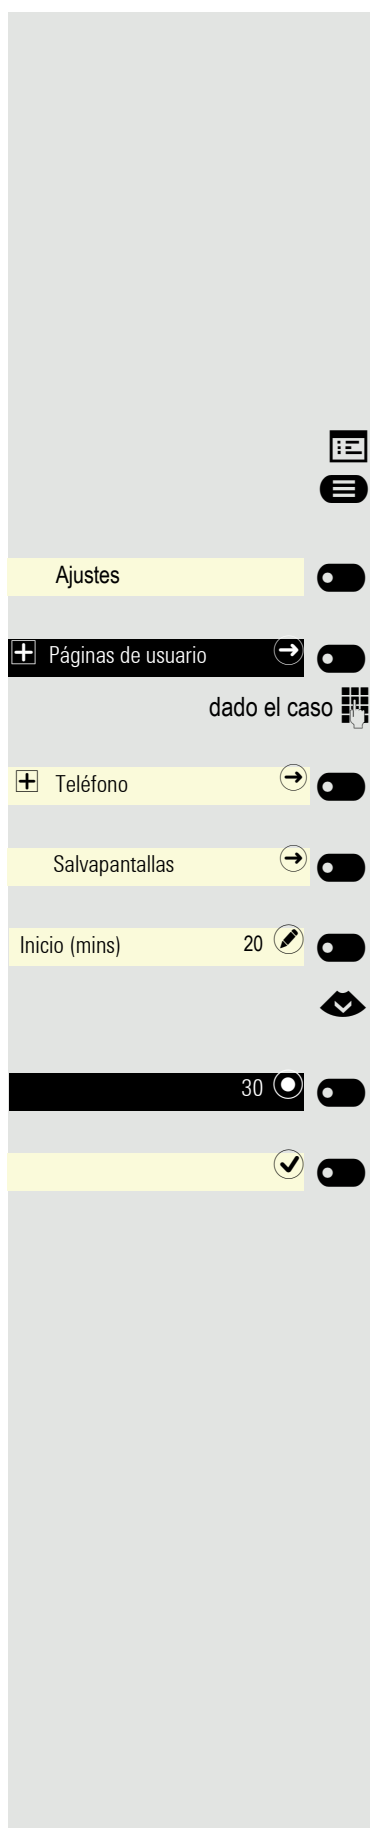 Ajustes
Páginas de usuario
dado el caso
Teléfono
Salvapantallas
Inicio (mins) 20
30